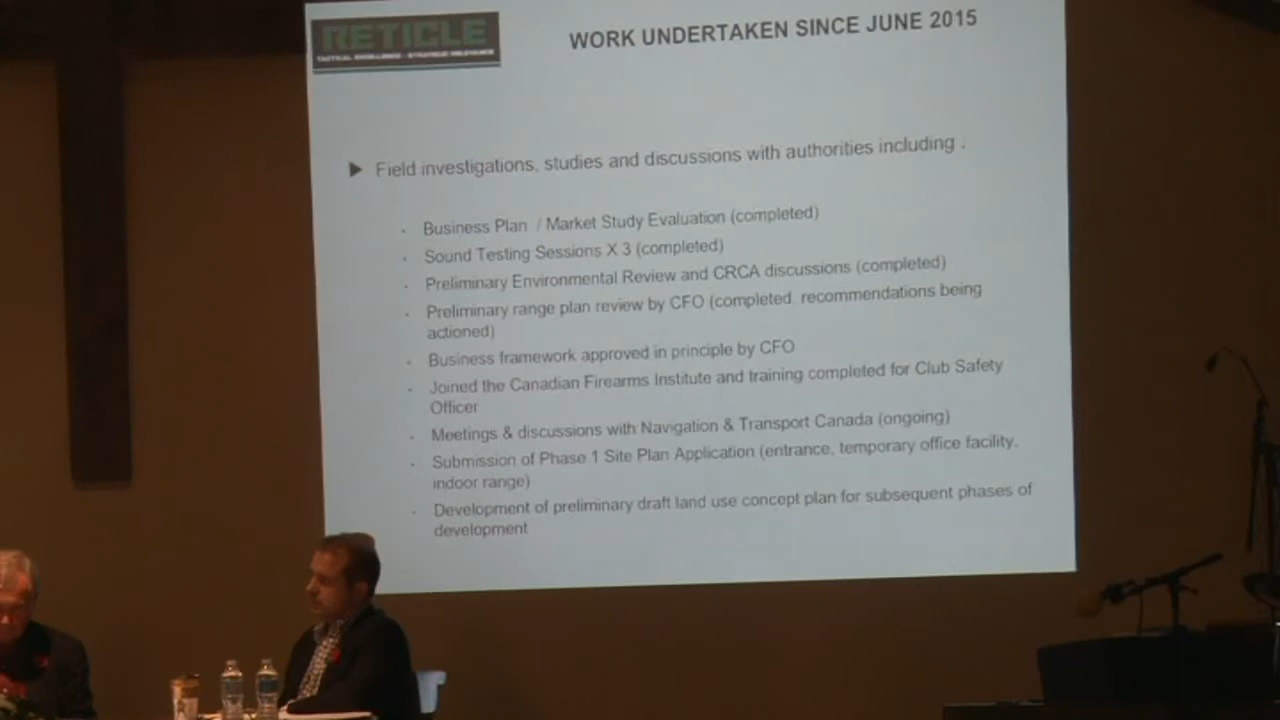 RETICLE
TACTICAL EXCELLENCE - STRATEGIC RELEVANCE
WORK UNDERTAKEN SINCE JUNE 2015
Field investigations, studies and discussions with authorities including :
Business Plan / Market Study Evaluation (completed)
Sound Testing Sessions X 3 (completed)
Preliminary Environmental Review and CRCA discussions (completed)
Preliminary range plan review by CFO (completed, recommendations being
actioned)
Business framework approved in principle by CFO
Joined the Canadian Firearms Institute and training completed for Club Safety
Officer
Meetings & discussions with Navigation & Transport Canada (ongoing)
Submission of Phase 1 Site Plan Application (entrance, temporary office facility,
indoor range)
Development of preliminary draft land use concept plan for subsequent phases of
development